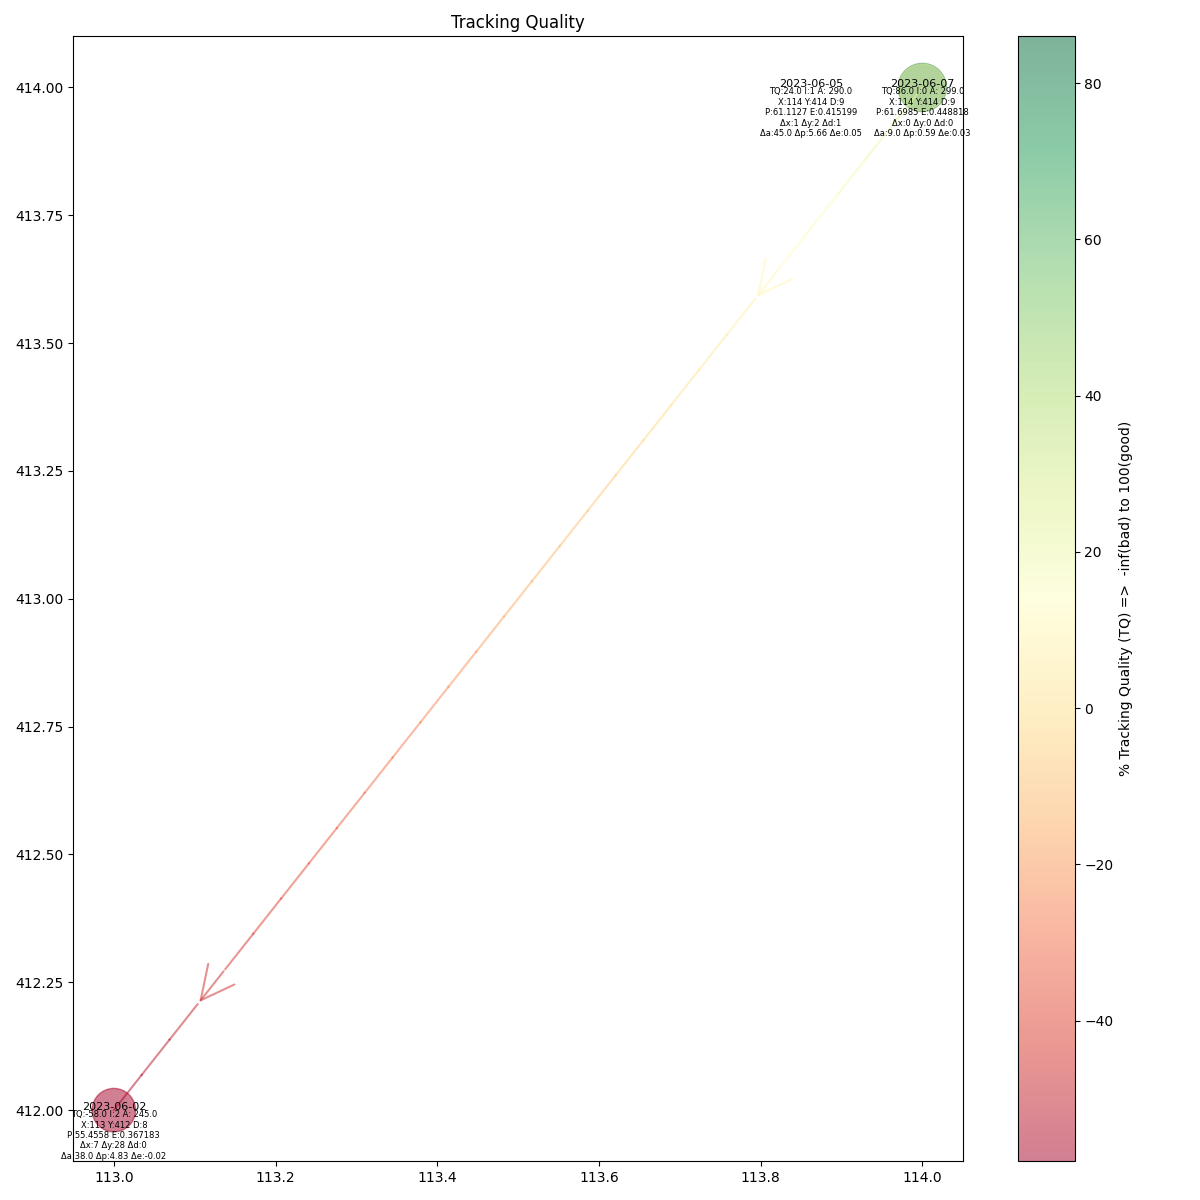 Tracking Quality
414.00
413.75
413.50
413.25
413.00
412.75
412.50
412.25
412.00
113.0
113.2
113.4
113.6
113.8
114.0
2023-06-05
TQ:24.0 I:1 A: 290.0
X:114 Y:414 D:9
P:61.1127 E:0.415199
Δx:1 Δy:2 Δd:1
Δa:45.0 Δp:5.66 Δe:0.05
2023-06-07
TQ:86.0 I:0 A: 299.0
X:114 Y:414 D:9
P:61.6985 E:0.448818
Δx:0 Δy:0 Δd:0
Δa:9.0 Δp:0.59 Δe:0.03
2023-06-02
TQ:-58.0 I:2 A: 245.0
X:113 Y:412 D:8
P:55.4558 E:0.367183
Δx:7 Δy:28 Δd:0
Δa:38.0 Δp:4.83 Δe:-0.02
80
60
40
20
0
−20
−40
% Tracking Quality (TQ) => -inf(bad) to 100(good)